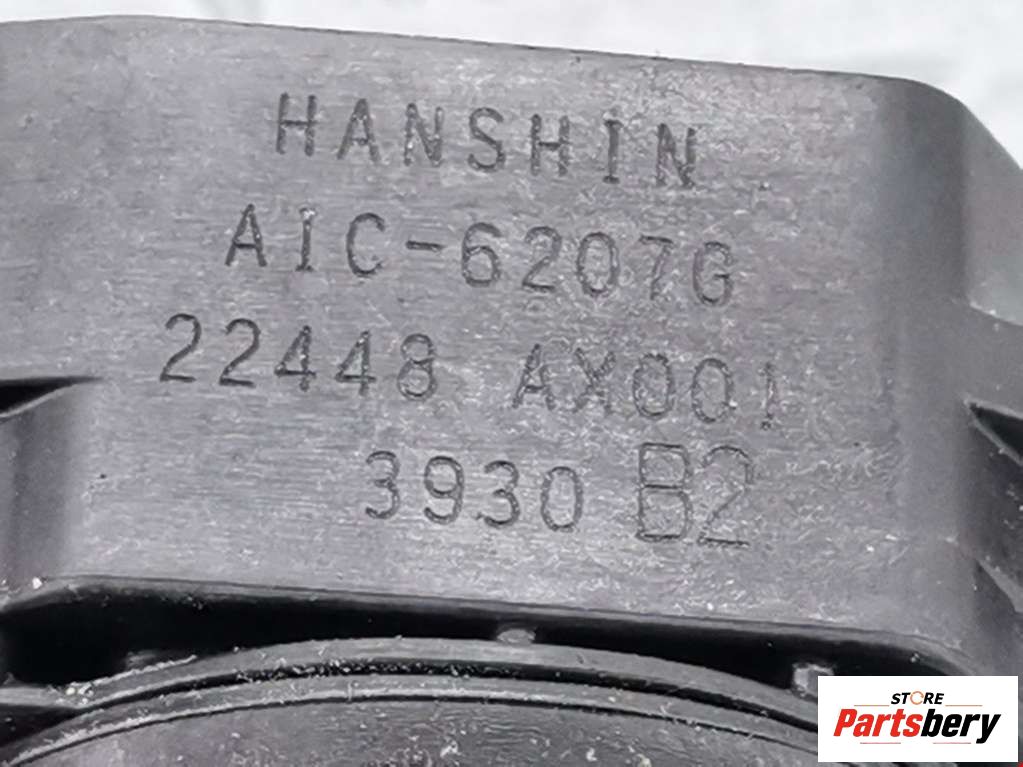 HANSHIN
AIC-6207G
22448 AX001
3930 B2
STORE
Partsbery